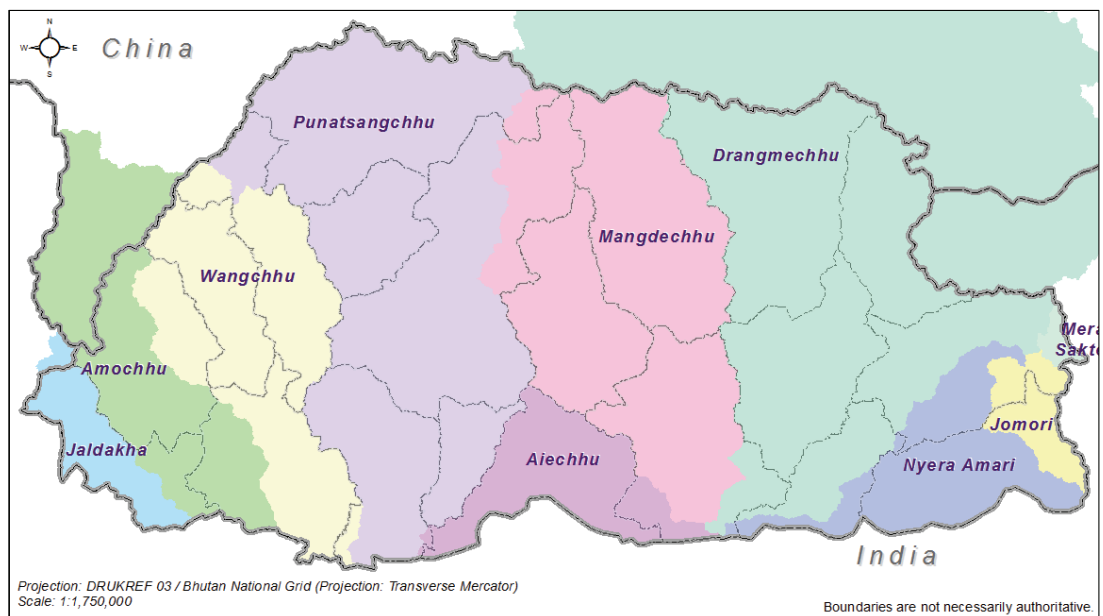 N
W E
S
China
Punatsangchhu
Drangmechhu
Mangdechhu
Wangchhu
Mera
Amochhu
Jaldakha
Aiechhu
Jomori
Nyera Amari
India
Projection: DRUKREF 03 / Bhutan National Grid (Projection: Transverse Mercator)
Scale: 1:1,750,000
Boundaries are not necessarily authoritative.